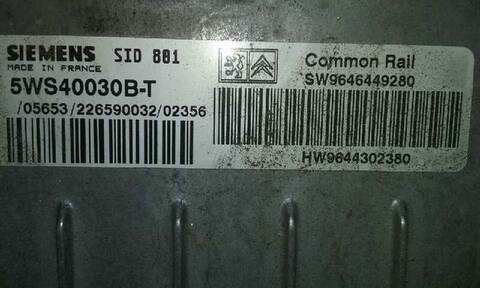 SIEMENS SID 801
MADE IN FRANCE
5WS40030B-T
/05653/226590032/02356
Common Rail
SW9646449280
HW9644302380